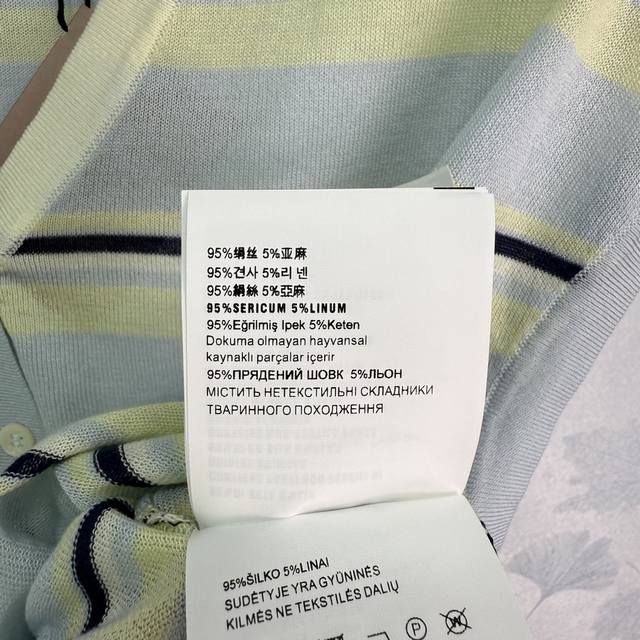 95%绢丝 5%亚麻
95%견사 5%리넨
95%絹絲 5%亞麻
95%SERICUM 5%LINUM
95%Eğrilmiş Ipek 5%Keten
Dokuma olmayan hayvansal
kaynaklı parçalar içerir
95%ПРЯДЕНИЙ ШОВК 5%ЛЬОН
МІСТИТЬ НЕТЕКСТИЛЬНІ СКЛАДНИКИ
ТВАРИННОГО ПОХОДЖЕННЯ
95%ŠILKO 5%LINAI
SUDĖTYJE YRA GYŪNINĖS
KILMĖS NE TEKSTILĖS DALIŲ
P W